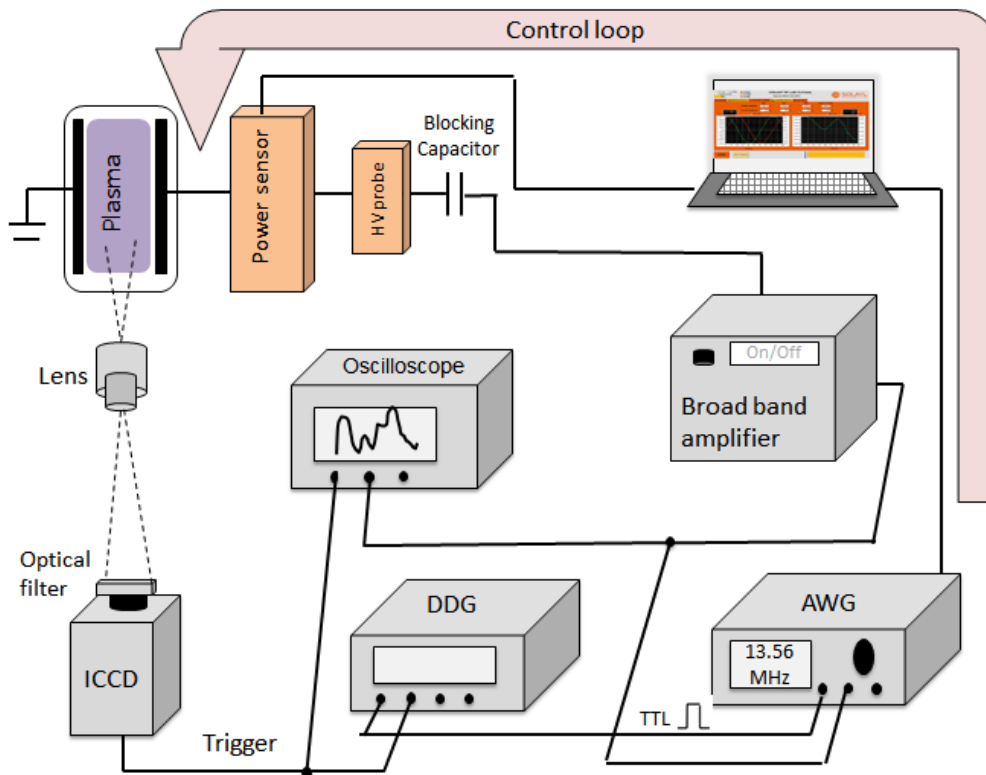 Control loop
Plasma
Power sensor
HV probe
Blocking
Capacitor
On/Off
Broad band
amplifier
Lens
Oscilloscope
Optical
filter
ICCD
DDG
AWG
13.56
MHz
TTL
Trigger